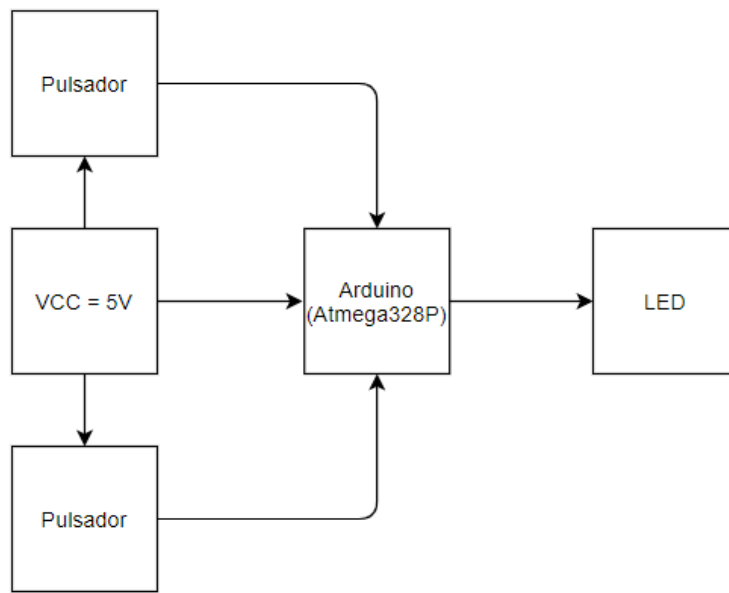 Pulsador
VCC = 5V
Arduino
(Atmega328P)
LED
Pulsador